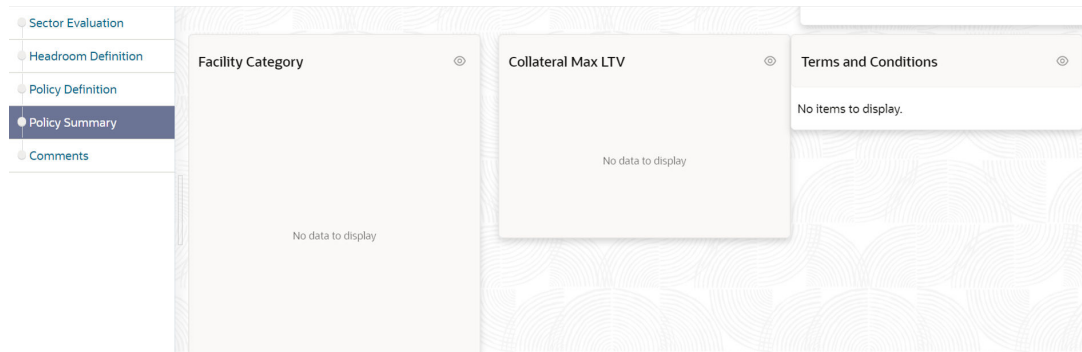 Sector Evaluation
Headroom Definition
Policy Definition
Policy Summary
Comments
Facility Category
No data to display
Collateral Max LTV
No data to display
Terms and Conditions
No items to display.